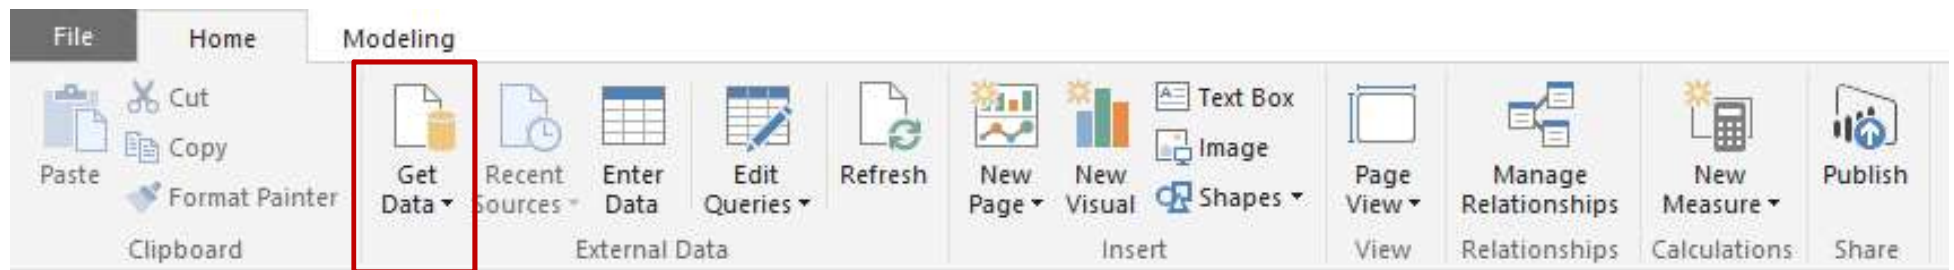 File Home Modeling
Paste
Cut
Copy
Format Painter
Clipboard
Get
Data
Recent
Sources
Enter
Data
Edit
Queries
Refresh
External Data
New
Page
New
Visual
Text Box
Image
Shapes
Insert
Page
View
View
Manage
Relationships
Relationships
New
Measure
Calculations
Publish
Share